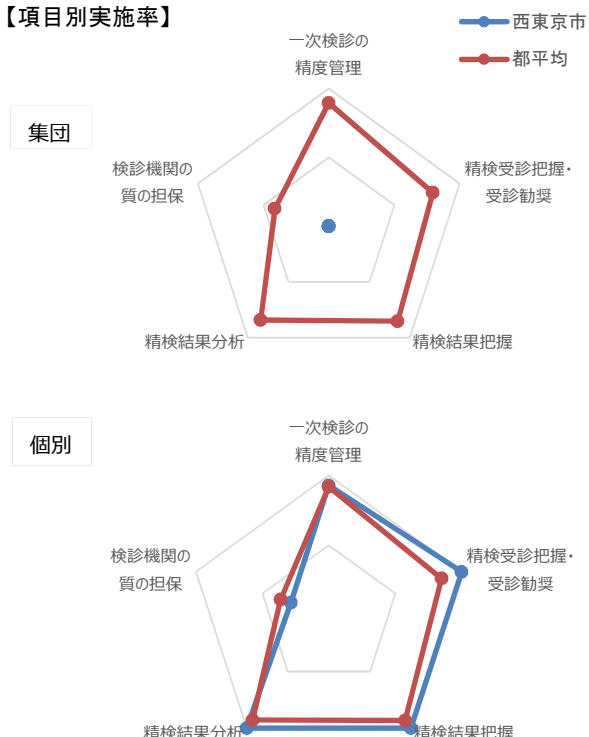 【項目別実施率】
西東京市
都平均
集団
一次検診の
精度管理
精検受診把握・
受診勧奨
精検結果把握
精検結果分析
検診機関の
質の担保
個別
一次検診の
精度管理
精検受診把握・
受診勧奨
精検結果把握
精検結果分析
検診機関の
質の担保